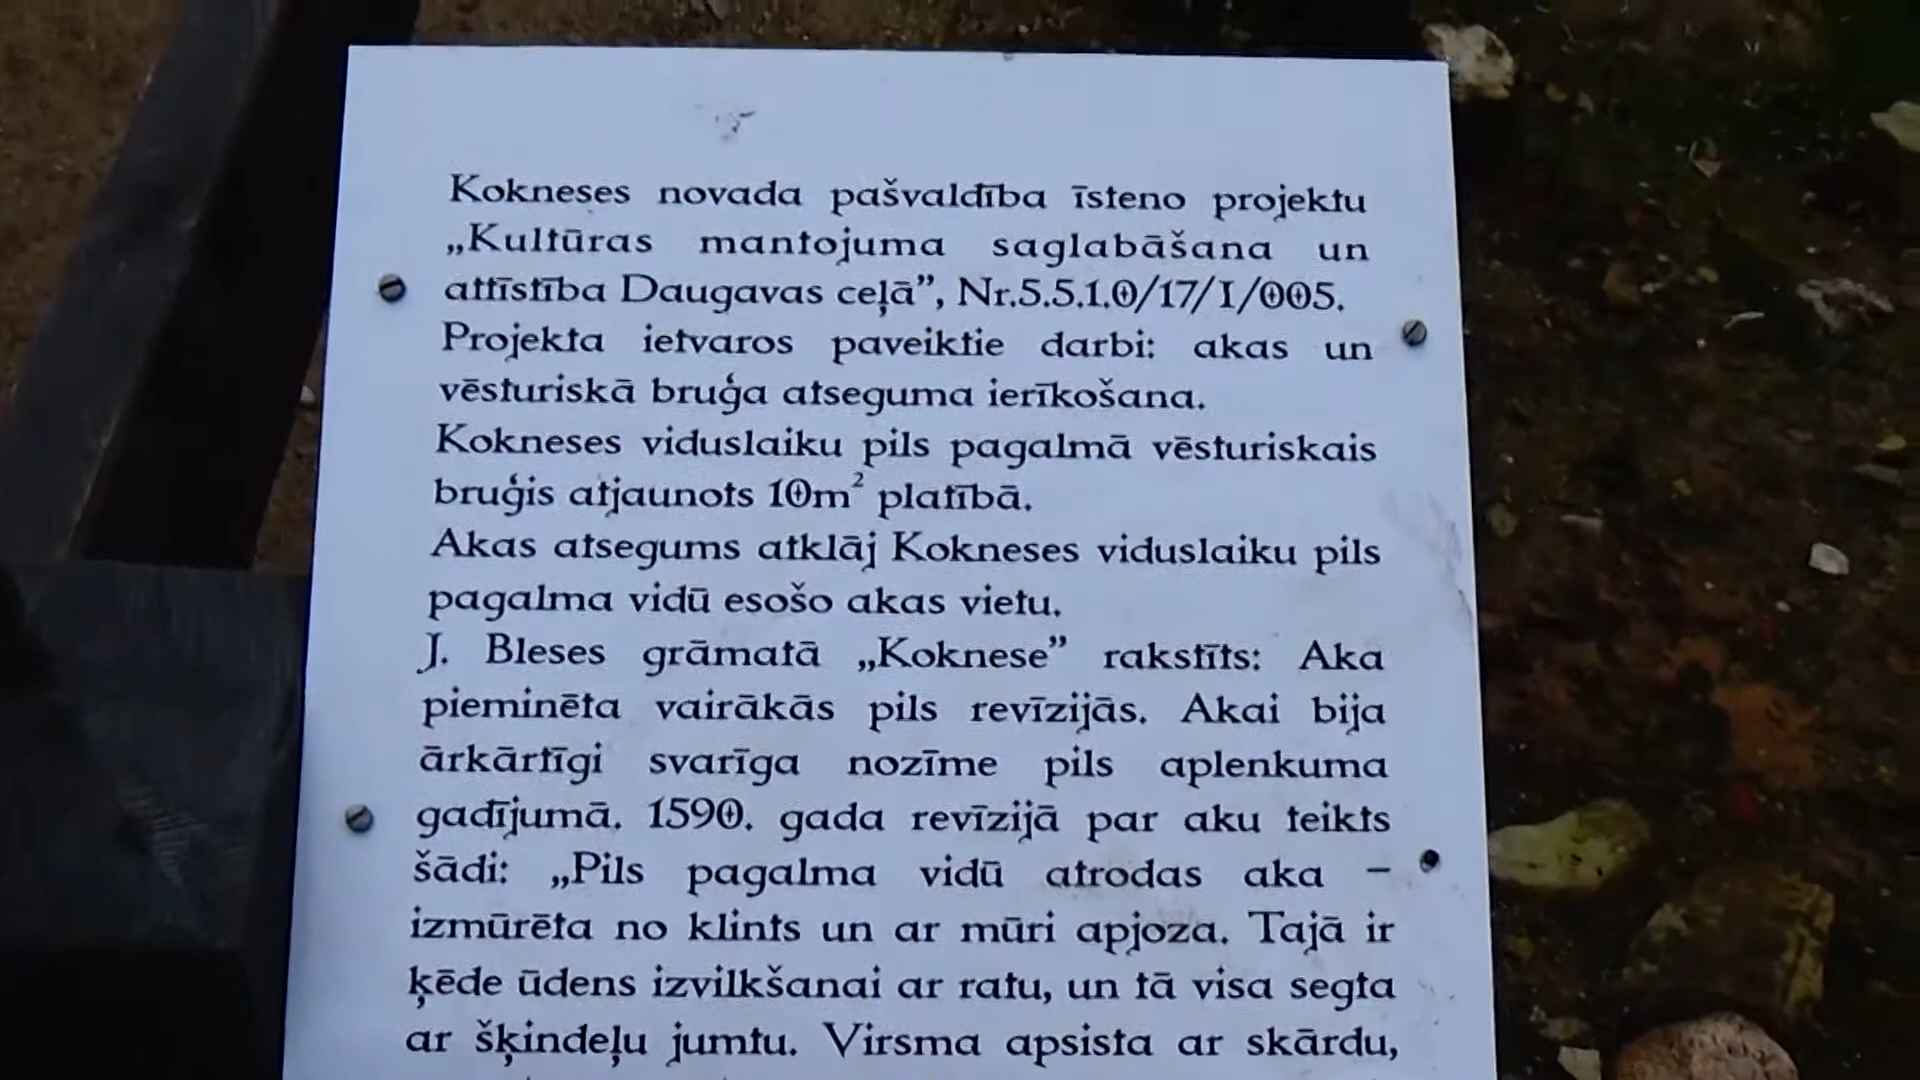 Kokneses novada pašvaldība īsteno projektu
„Kultūras mantojuma saglabāšana un
attīstība Daugavas ceļā”, Nr.5.5.1.0/17/I/005.
Projekta ietvaros paveiktie darbi: akas un
vēsturiskā bruģa atseguma ierīkošana.
Kokneses viduslaiku pils pagalmā vēsturiskais
bruģis atjaunots 10m² platībā.
Akas atsegums atklāj Kokneses viduslaiku pils
pagalma vidū esošo akas vietu.
J. Bleses grāmatā „Koknese” rakstīts: Aka
pieminēta vairākās pils revīzijās. Akai bija
ārkārtīgi svarīga nozīme pils aplenkuma
gadījumā. 1590. gada revīzijā par aku teikts
šādi: „Pils pagalma vidū atrodas aka –
izmūrēta no klints un ar mūri apjoza. Tajā ir
ķēde ūdens izvilkšanai ar ratu, un tā visa segta
ar šķindeļu jumtu. Virsma apsista ar skārdu,